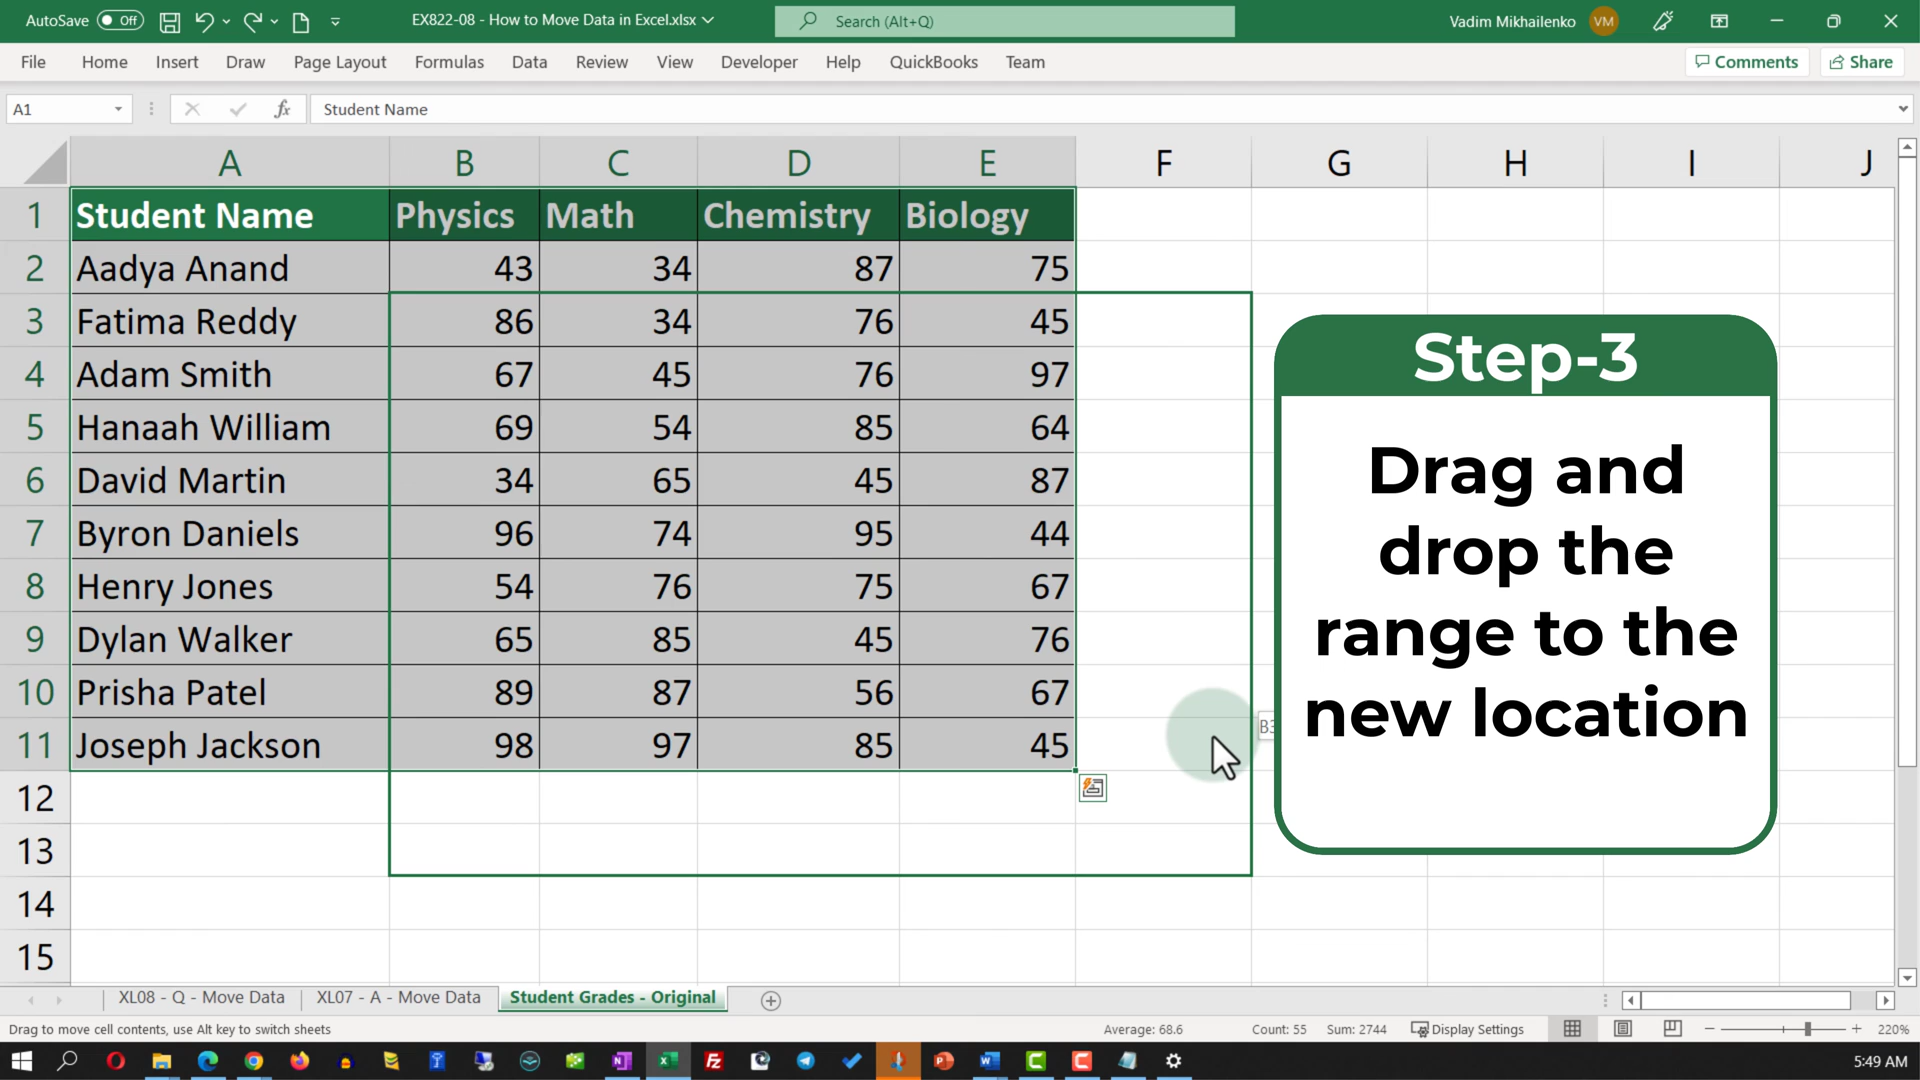 AutoSave Off EX822-08 - How to Move Data in Excel.xlsx Search (Alt+Q) Vadim Mikhailenko VM
File Home Insert Draw Page Layout Formulas Data Review View Developer Help QuickBooks Team Comments Share
A1 fx Student Name
A B C D E F G H I J
1 Student Name Physics Math Chemistry Biology
2 Aadya Anand 43 34 87 75
3 Fatima Reddy 86 34 76 45
4 Adam Smith 67 45 76 97
5 Hanaah William 69 54 85 64
6 David Martin 34 65 45 87
7 Byron Daniels 96 74 95 44
8 Henry Jones 54 76 75 67
9 Dylan Walker 65 85 45 76
10 Prisha Patel 89 87 56 67
11 Joseph Jackson 98 97 85 45
12
13
14
15
Step-3
Drag and
drop the
range to the
new location
XL08 - Q - Move Data XL07 - A - Move Data Student Grades - Original
Drag to move cell contents, use Alt key to switch sheets Average: 68.6 Count: 55 Sum: 2744 Display Settings 220%
5:49 AM